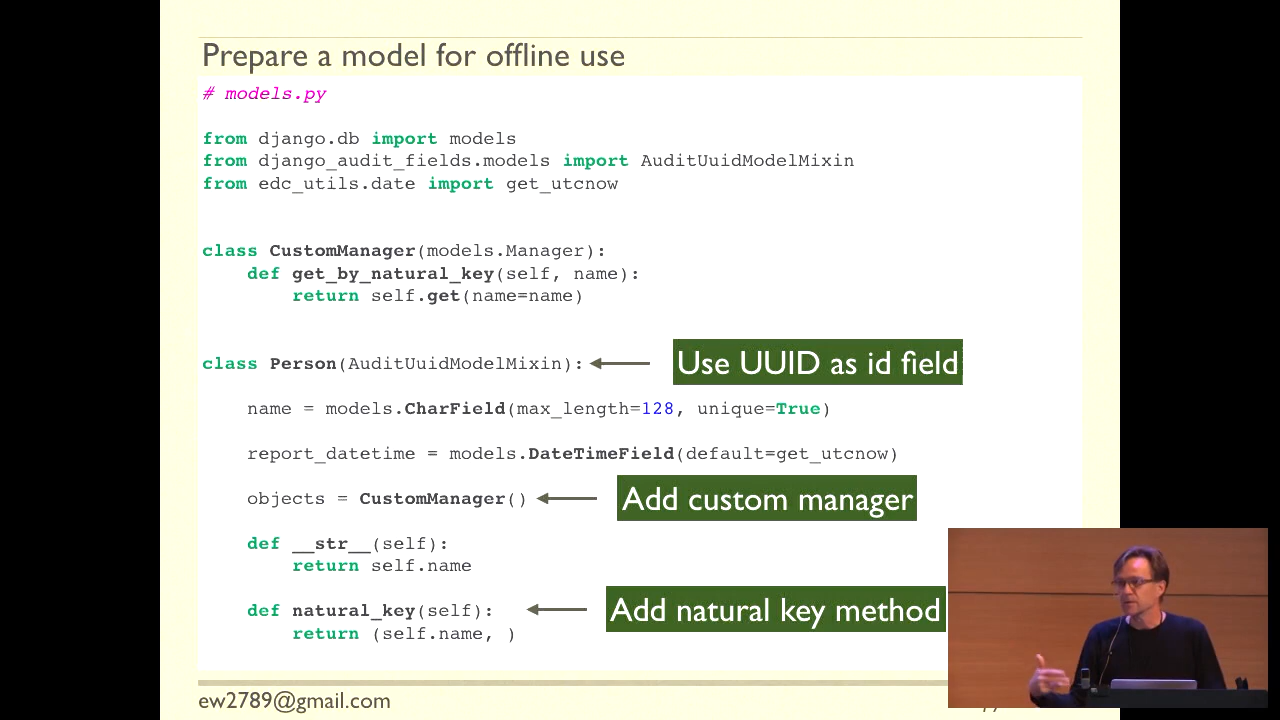 Prepare a model for offline use
# models.py
from django.db import models
from django_audit_fields.models import AuditUuidModelMixin
from edc_utils.date import get_utcnow
class CustomManager(models.Manager):
def get_by_natural_key(self, name):
return self.get(name=name)
class Person(AuditUuidModelMixin):
Use UUID as id field
name = models.CharField(max_length=128, unique=True)
report_datetime = models.DateTimeField(default=get_utcnow)
objects = CustomManager()
Add custom manager
def __str__(self):
return self.name
def natural_key(self):
Add natural key method
return (self.name, )
ew2789@gmail.com